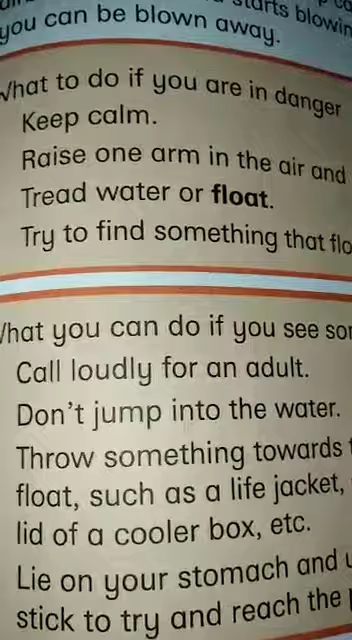 starts blowin
you can be blown away.
What to do if you are in danger
Keep calm.
Raise one arm in the air and
Tread water or float.
Try to find something that flo
What you can do if you see
Call loudly for an adult.
Don't jump into the water.
Throw something towards
float, such as a life jacket,
lid of a cooler box, etc.
Lie on your stomach and
stick to try and reach the